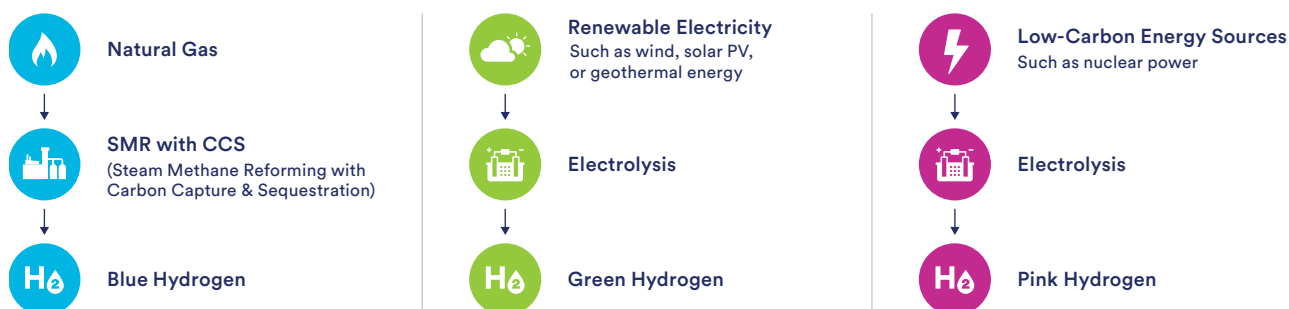 Natural Gas
SMR with CCS
(Steam Methane Reforming with
Carbon Capture & Sequestration)
H2
Blue Hydrogen
Renewable Electricity
Such as wind, solar PV,
or geothermal energy
Electrolysis
H2
Green Hydrogen
Low-Carbon Energy Sources
Such as nuclear power
Electrolysis
H2
Pink Hydrogen